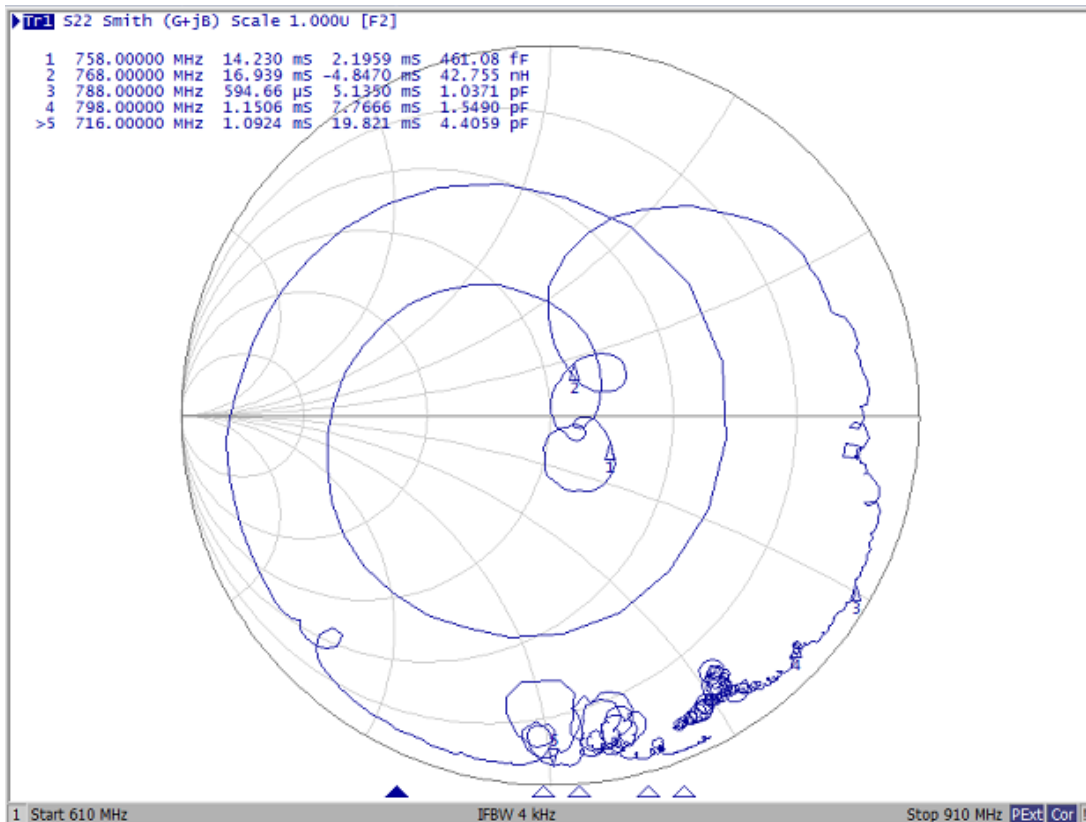 Tr1 S22 Smith (G+jB) Scale 1.000U [F2]
1 758.00000 MHz 14.230 mS 2.1959 mS 461.08 fF
2 768.00000 MHz 16.939 mS -4.8470 mS 42.755 nH
3 788.00000 MHz 594.66 µS 5.1350 mS 1.0371 pF
4 798.00000 MHz 1.1506 mS 7.7666 mS 1.5490 pF
>5 716.00000 MHz 1.0924 mS 19.821 mS 4.4059 pF
2
1
3
1 Start 610 MHz IFBW 4 kHz Stop 910 MHz PExt Cor